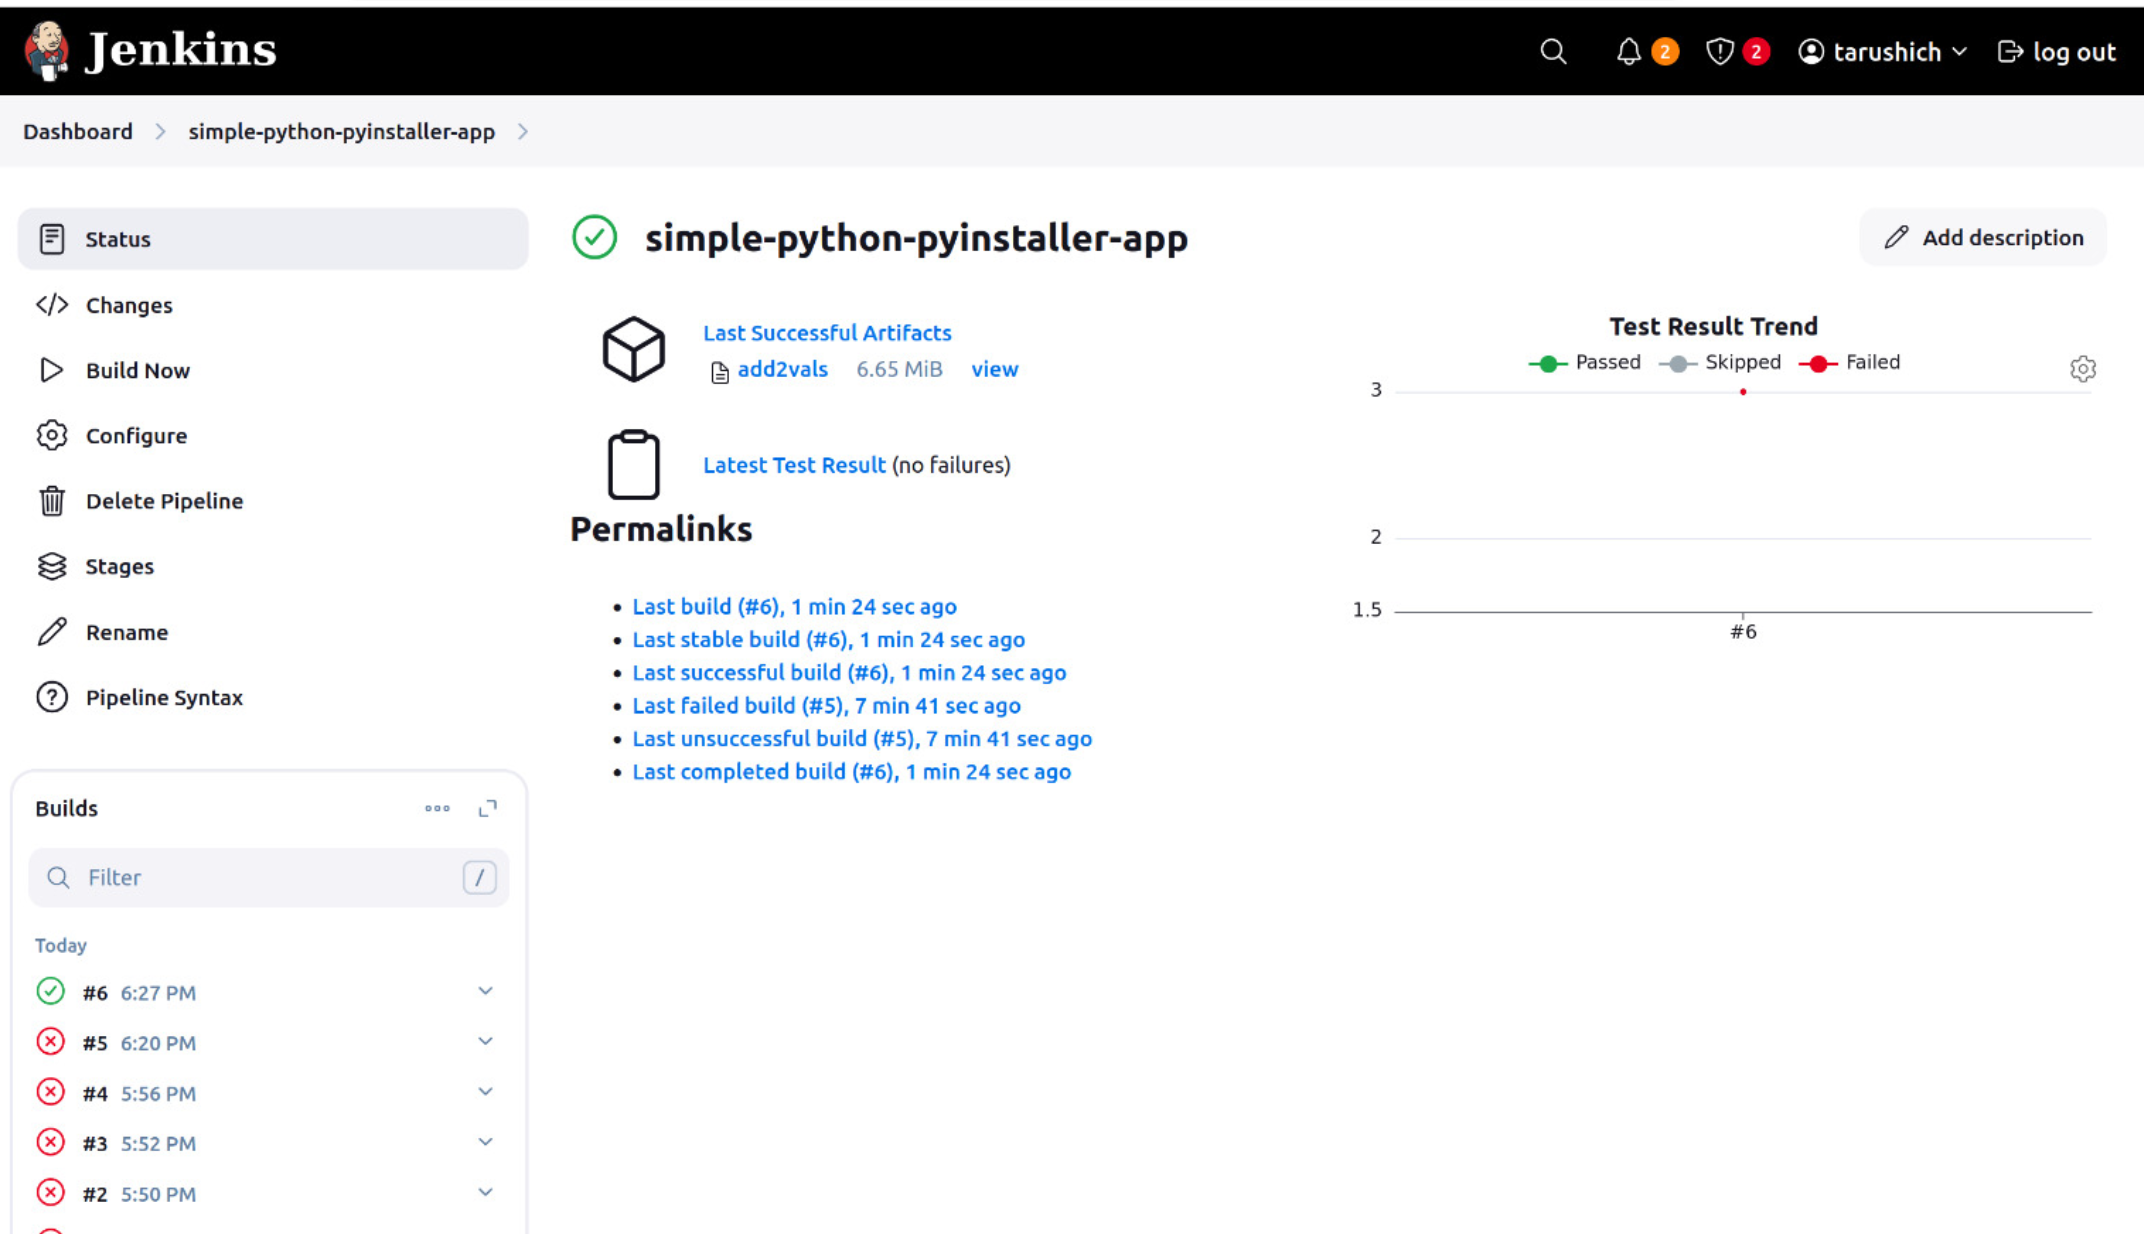 Jenkins
2
2
tarushich
log out
Dashboard
simple-python-pyinstaller-app
Status
Changes
Build Now
Configure
Delete Pipeline
Stages
Rename
Pipeline Syntax
Builds
Filter
/
Today
#6 6:27 PM
#5 6:20 PM
#4 5:56 PM
#3 5:52 PM
#2 5:50 PM
simple-python-pyinstaller-app
Add description
Last Successful Artifacts
add2vals 6.65 MiB view
Latest Test Result (no failures)
Permalinks
Last build (#6), 1 min 24 sec ago
Last stable build (#6), 1 min 24 sec ago
Last successful build (#6), 1 min 24 sec ago
Last failed build (#5), 7 min 41 sec ago
Last unsuccessful build (#5), 7 min 41 sec ago
Last completed build (#6), 1 min 24 sec ago
Test Result Trend
Passed Skipped Failed
3
2
1.5
#6